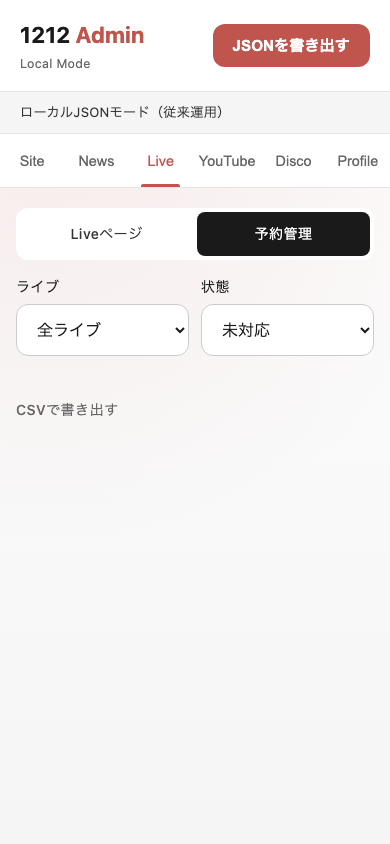 1212 Admin
Local Mode
JSONを書き出す
ローカルJSONモード（従来運用）
Site News Live YouTube Disco Profile
Liveページ 予約管理
ライブ 状態
全ライブ 未対応
CSVで書き出す